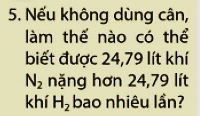 5. Nếu không dùng cân,
làm thế nào có thể
biết được 24,79 lít khí
N₂ nặng hơn 24,79 lít
khí H₂ bao nhiêu lần?